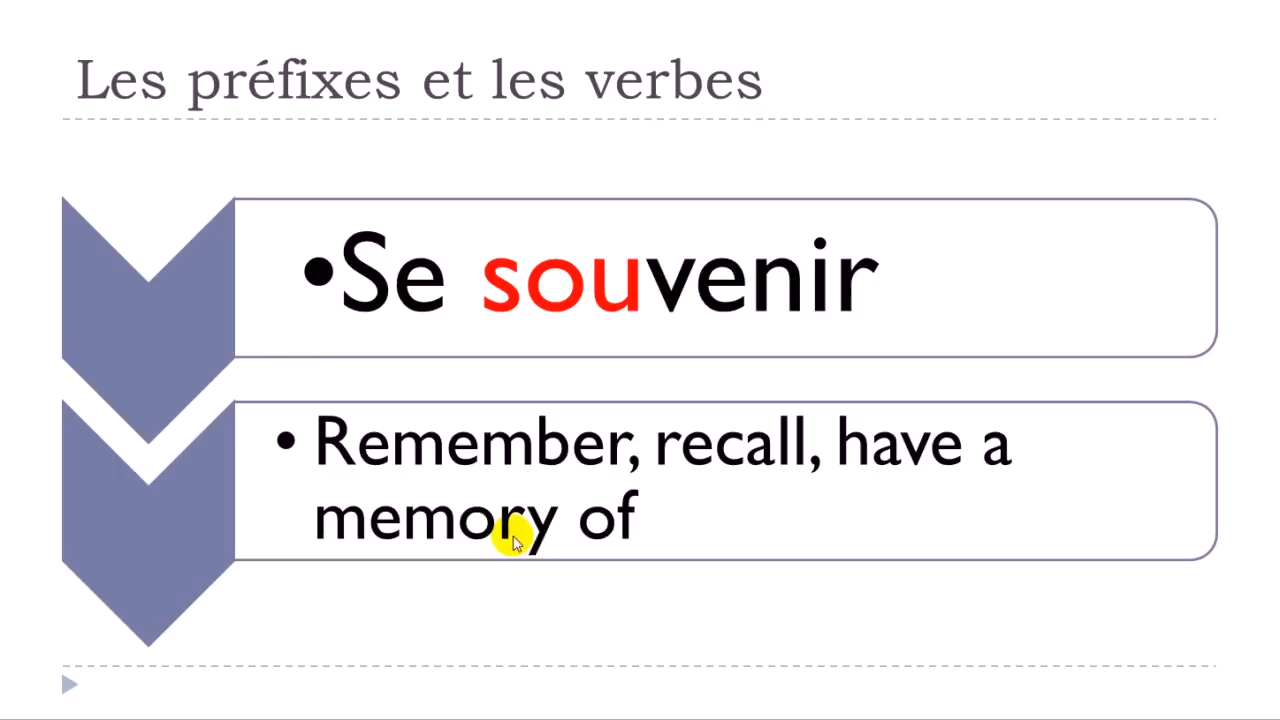 Les préfixes et les verbes
•Se souvenir
• Remember, recall, have a
memory of